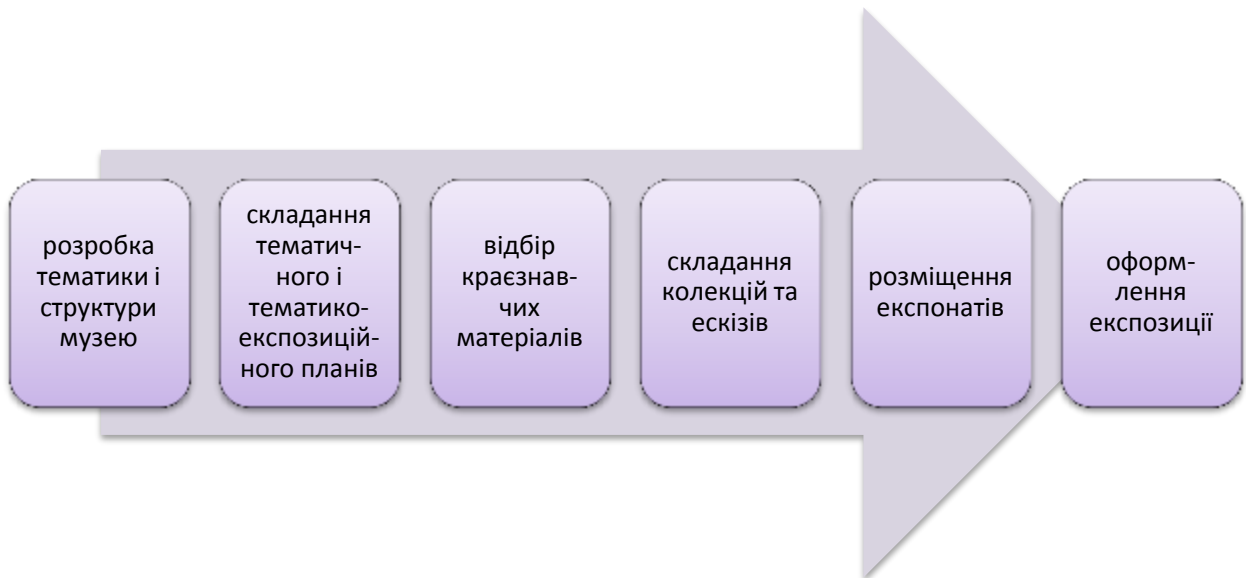 розробка
тематики і
структури
музею
складання
тематич-
ного і
тематико-
експозицій-
ного планів
відбір
краєзнав-
чих
матеріалів
складання
колекцій та
ескізів
розміщення
експонатів
оформ-
лення
експозиції